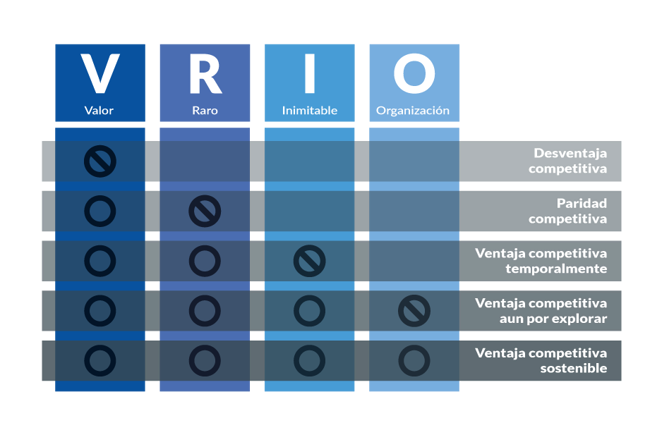 V R I O
Valor Raro Inimitable Organización
Desventaja
competitiva
Paridad
competitiva
Ventaja competitiva
temporalmente
Ventaja competitiva
aun por explorar
Ventaja competitiva
sostenible